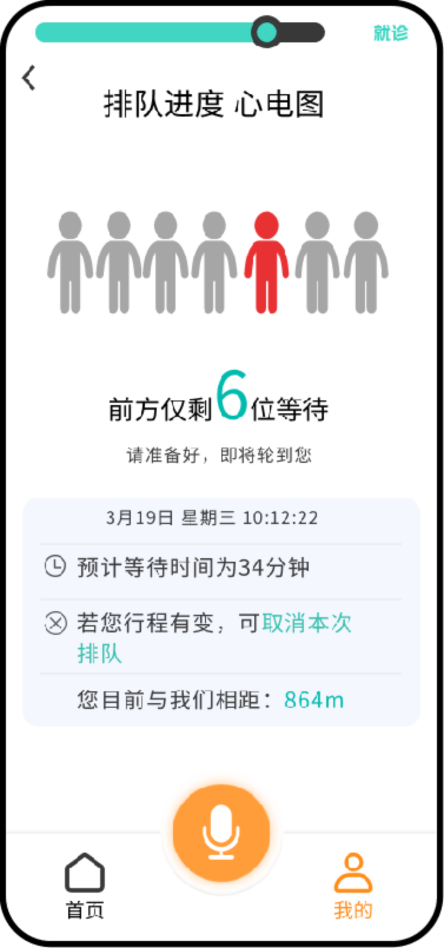 就诊
排队进度 心电图
前方仅剩6位等待
请准备好，即将轮到您
3月19日 星期三 10:12:22
预计等待时间为34分钟
若您行程有变，可取消本次
排队
您目前与我们相距：864m
首页
我的